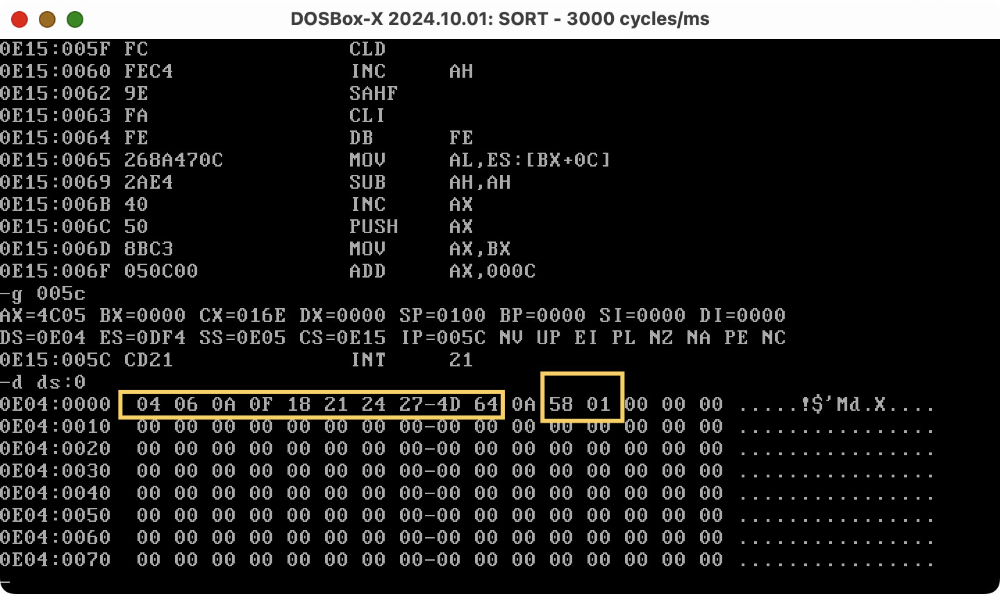 DOSBox-X 2024.10.01: SORT - 3000 cycles/ms
0E15:005F FC CLD
0E15:0060 FEC4 INC AH
0E15:0062 9E SAHF
0E15:0063 FA CLI
0E15:0064 FE DB FE
0E15:0065 268A470C MOV AL,ES:[BX+0C]
0E15:0069 2AE4 SUB AH,AH
0E15:006B 40 INC AX
0E15:006C 50 PUSH AX
0E15:006D 8BC3 MOV AX,BX
0E15:006F 050C00 ADD AX,000C
-g 005c
AX=4C05 BX=0000 CX=016E DX=0000 SP=0100 BP=0000 SI=0000 DI=0000
DS=0E04 ES=0DF4 SS=0E05 CS=0E15 IP=005C NV UP EI PL NZ NA PE NC
0E15:005C CD21 INT 21
-d ds:0
0E04:0000 04 06 0A 0F 18 21 24 27-4D 64 0A 58 01 00 00 00 .....!$'Md.X....
0E04:0010 00 00 00 00 00 00 00 00-00 00 00 00 00 00 00 00 ................
0E04:0020 00 00 00 00 00 00 00 00-00 00 00 00 00 00 00 00 ................
0E04:0030 00 00 00 00 00 00 00 00-00 00 00 00 00 00 00 00 ................
0E04:0040 00 00 00 00 00 00 00 00-00 00 00 00 00 00 00 00 ................
0E04:0050 00 00 00 00 00 00 00 00-00 00 00 00 00 00 00 00 ................
0E04:0060 00 00 00 00 00 00 00 00-00 00 00 00 00 00 00 00 ................
0E04:0070 00 00 00 00 00 00 00 00-00 00 00 00 00 00 00 00 ................
_